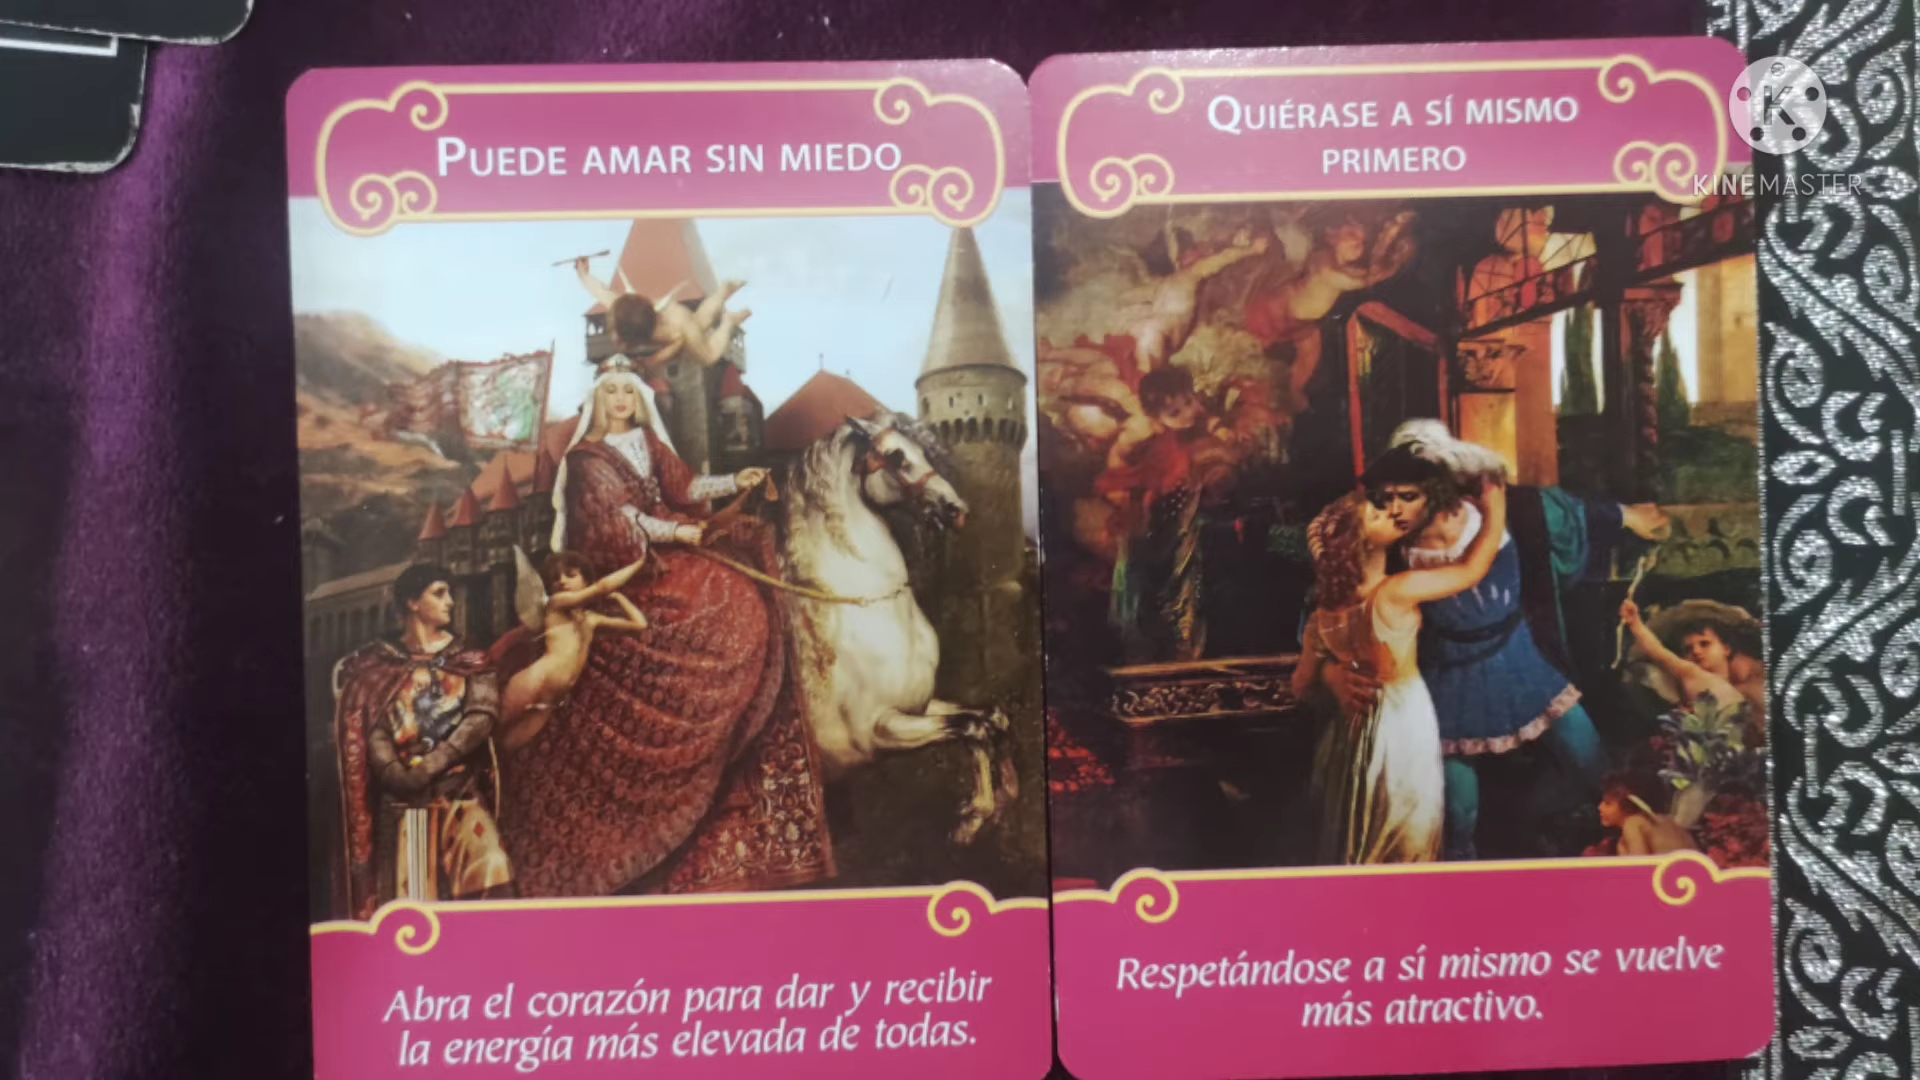 PUEDE AMAR SIN MIEDO
Abra el corazón para dar y recibir
la energía más elevada de todas.
QUIÉRASE A SÍ MISMO
PRIMERO
Respetándose a sí mismo se vuelve
más atractivo.
K
KINEMASTER